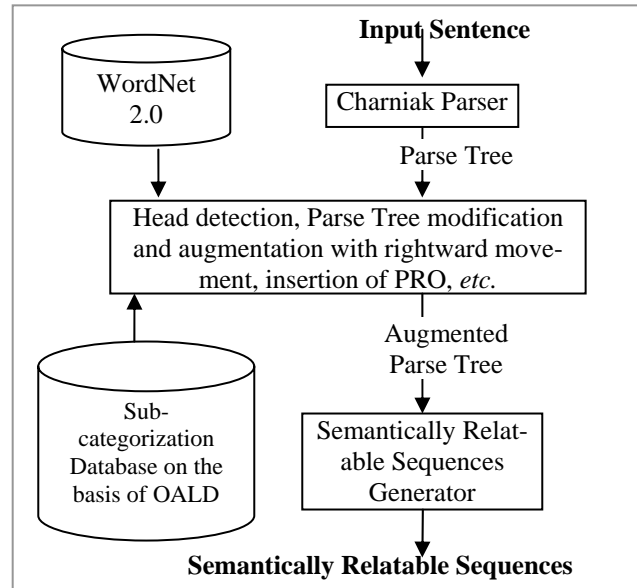 Input Sentence
WordNet
2.0
Charniak Parser
Parse Tree
Head detection, Parse Tree modification
and augmentation with rightward move-
ment, insertion of PRO, etc.
Augmented
Parse Tree
Sub-
categorization
Database on the
basis of OALD
Semantically Relat-
able Sequences
Generator
Semantically Relatable Sequences